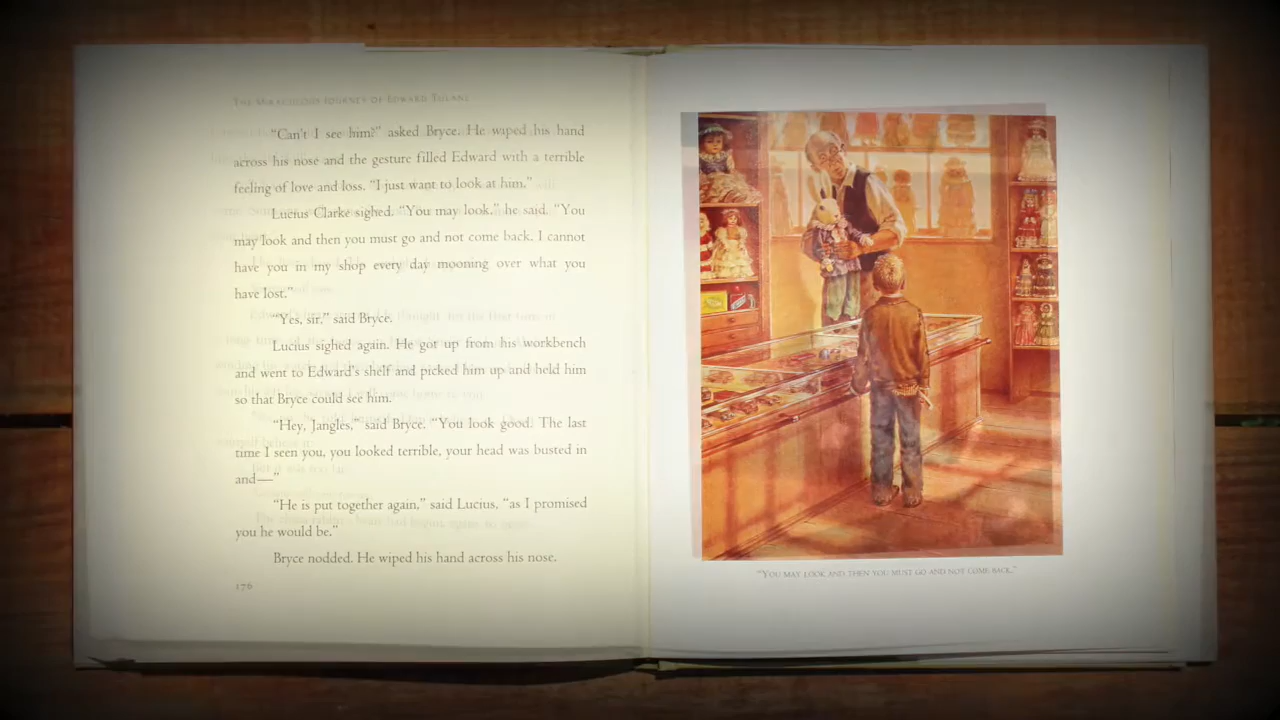 THE MIRACULOUS JOURNEY OF EDWARD TULANE
"Can't I see him?" asked Bryce. He wiped his hand
across his nose and the gesture filled Edward with a terrible
feeling of love and loss. "I just want to look at him."
Lucius Clarke sighed. "You may look," he said. "You
may look and then you must go and not come back. I cannot
have you in my shop every day mooning over what you
have lost."
"Yes, sir," said Bryce.
Lucius sighed again. He got up from his workbench
and went to Edward's shelf and picked him up and held him
so that Bryce could see him.
"Hey, Jangles," said Bryce. "You look good. The last
time I seen you, you looked terrible, your head was busted in
and—"
"He is put together again," said Lucius, "as I promised
you he would be."
Bryce nodded. He wiped his hand across his nose.
176
"YOU MAY LOOK AND THEN YOU MUST GO AND NOT COME BACK."